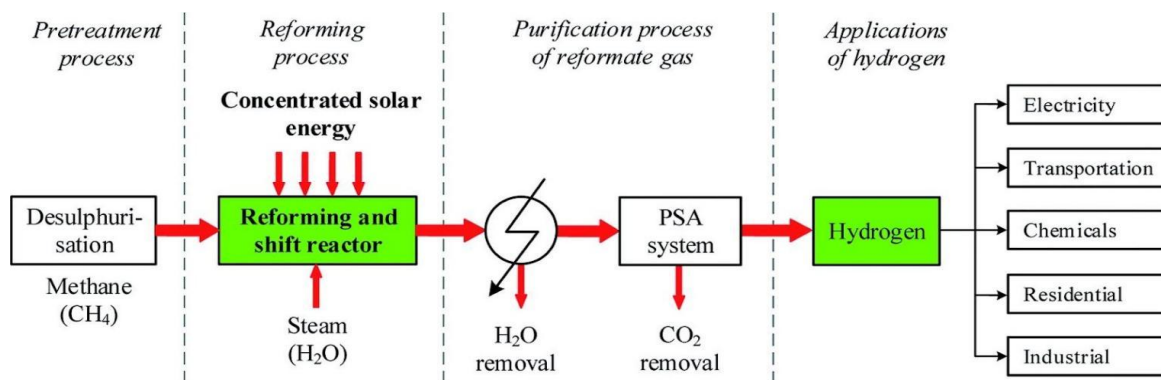 Pretreatment
process
Reforming
process
Purification process
of reformate gas
Applications
of hydrogen
Concentrated solar
energy
Desulphuri-
sation
Methane
(CH₄)
Reforming and
shift reactor
Steam
(H₂O)
H₂O
removal
PSA
system
CO₂
removal
Hydrogen
Electricity
Transportation
Chemicals
Residential
Industrial